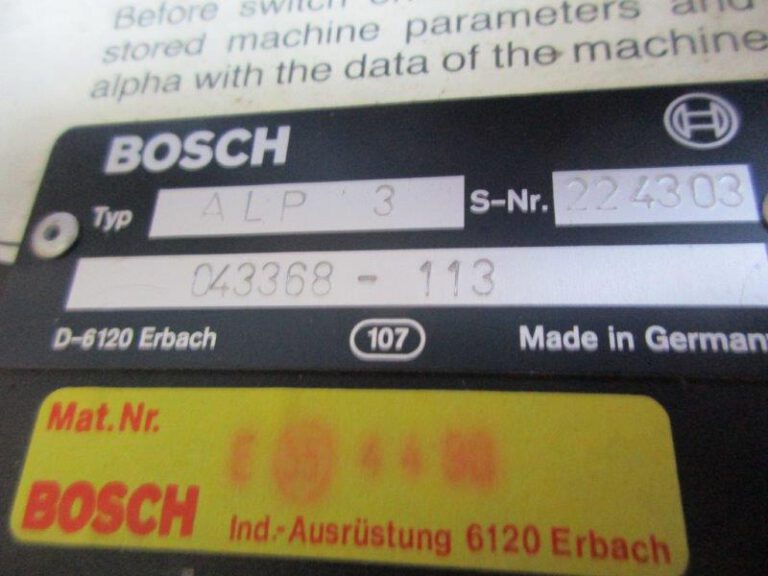 Before switch on
stored machine parameters and
alpha with the data of the machine
BOSCH
Typ ALP 3 S-Nr. 224303
043368 - 113
D-6120 Erbach 107 Made in German
Mat.Nr.
BOSCH Ind.-Ausrüstung 6120 Erbach